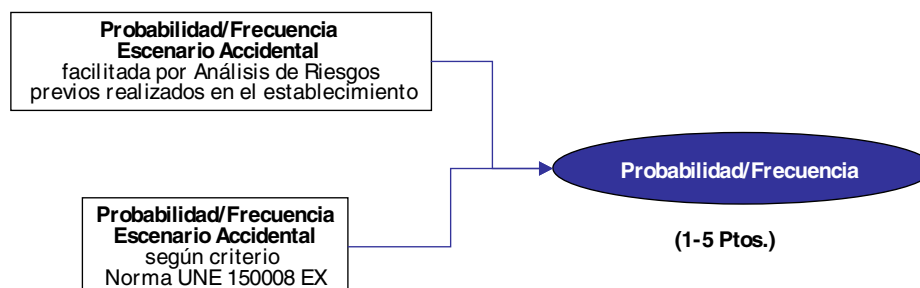 Probabilidad/Frecuencia
Escenario Accidental
facilitada por Análisis de Riesgos
previos realizados en el establecimiento
Probabilidad/Frecuencia
(1-5 Ptos.)
Probabilidad/Frecuencia
Escenario Accidental
según criterio
Norma UNE 150008 EX